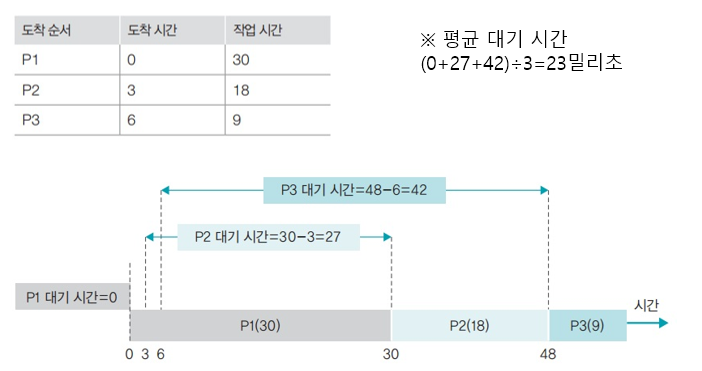 도착 순서 도착 시간 작업 시간
P1 0 30
P2 3 18
P3 6 9
※ 평균 대기 시간
(0+27+42)÷3=23밀리초
P3 대기 시간=48-6=42
P2 대기 시간=30-3=27
P1 대기 시간=0
시간
P1(30) P2(18) P3(9)
0 3 6 30 48